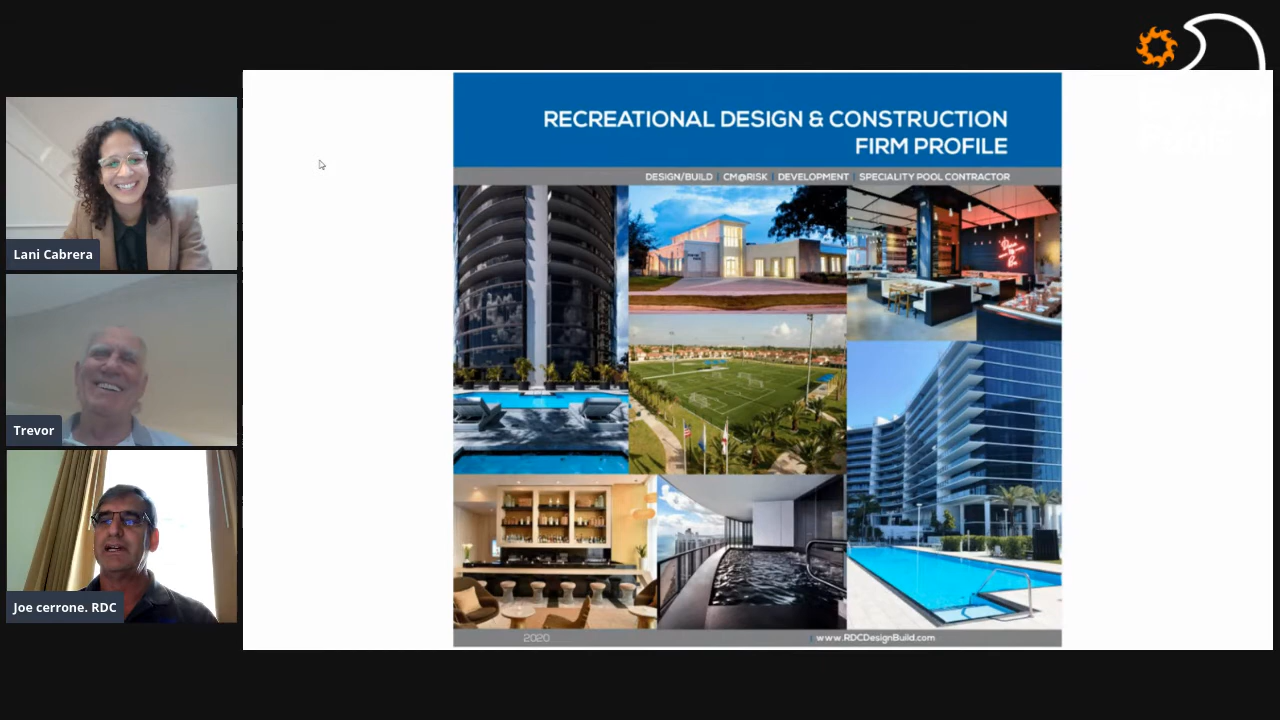 Lani Cabrera
Trevor
Joe cerrone. RDC
RECREATIONAL DESIGN & CONSTRUCTION
FIRM PROFILE
DESIGN/BUILD | CM@RISK | DEVELOPMENT | SPECIALITY POOL CONTRACTOR
2020
| www.RDCDesignBuild.com